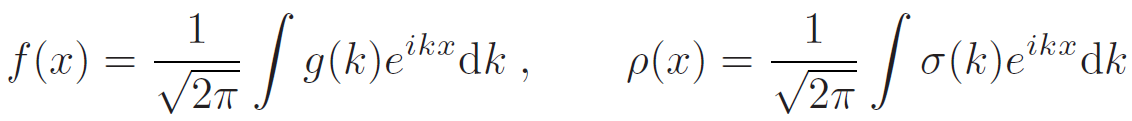 f(x) = \frac{1}{\sqrt{2\pi}} \int g(k)e^{ikx}\mathrm{d}k , \qquad \rho(x) = \frac{1}{\sqrt{2\pi}} \int \sigma(k)e^{ikx}\mathrm{d}k